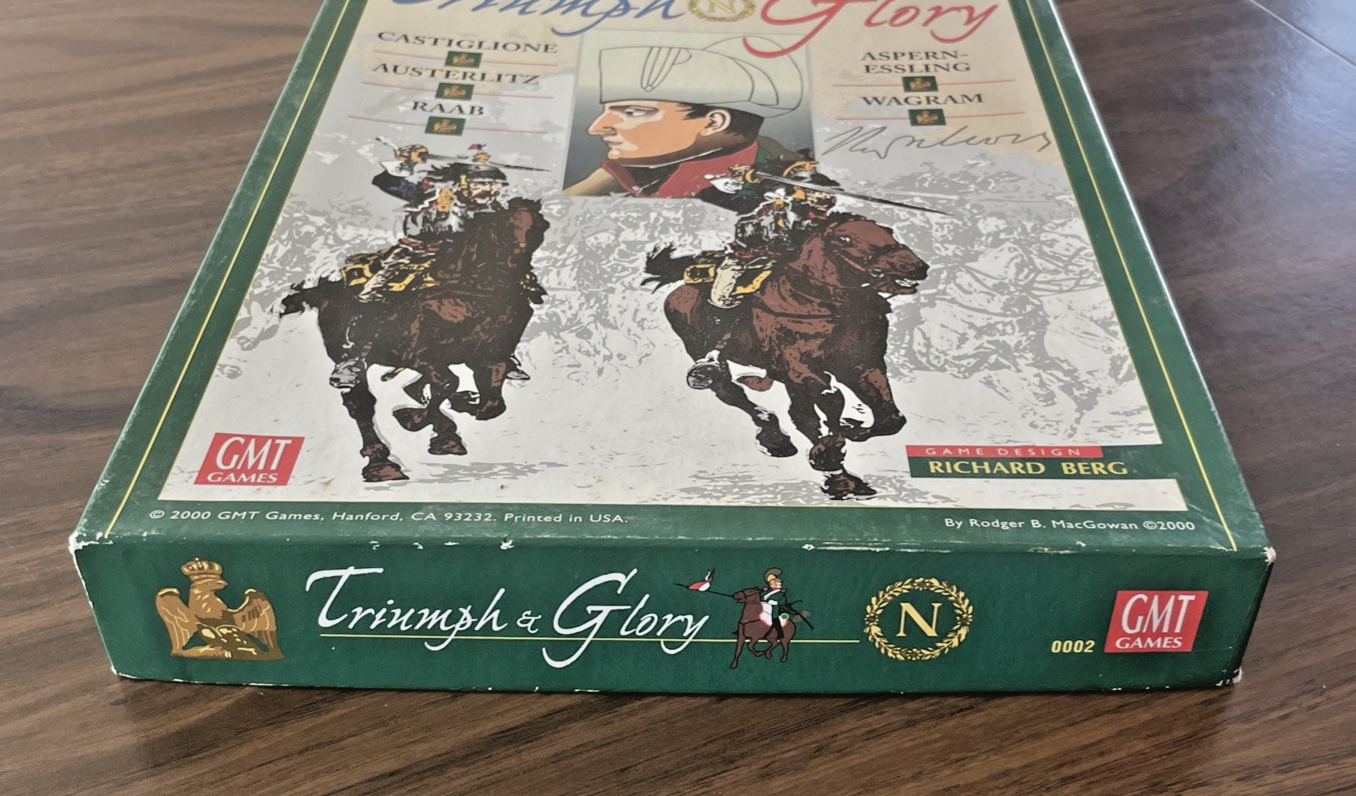 Triumph N Glory
CASTIGLIONE
AUSTERLITZ
RAAB
ASPERN-
ESSLING
WAGRAM
GMT
GAMES
GAME DESIGN
RICHARD BERG
© 2000 GMT Games, Hanford, CA 93232. Printed in USA.
By Rodger B. MacGowan ©2000
Triumph & Glory
N
0002
GMT
GAMES